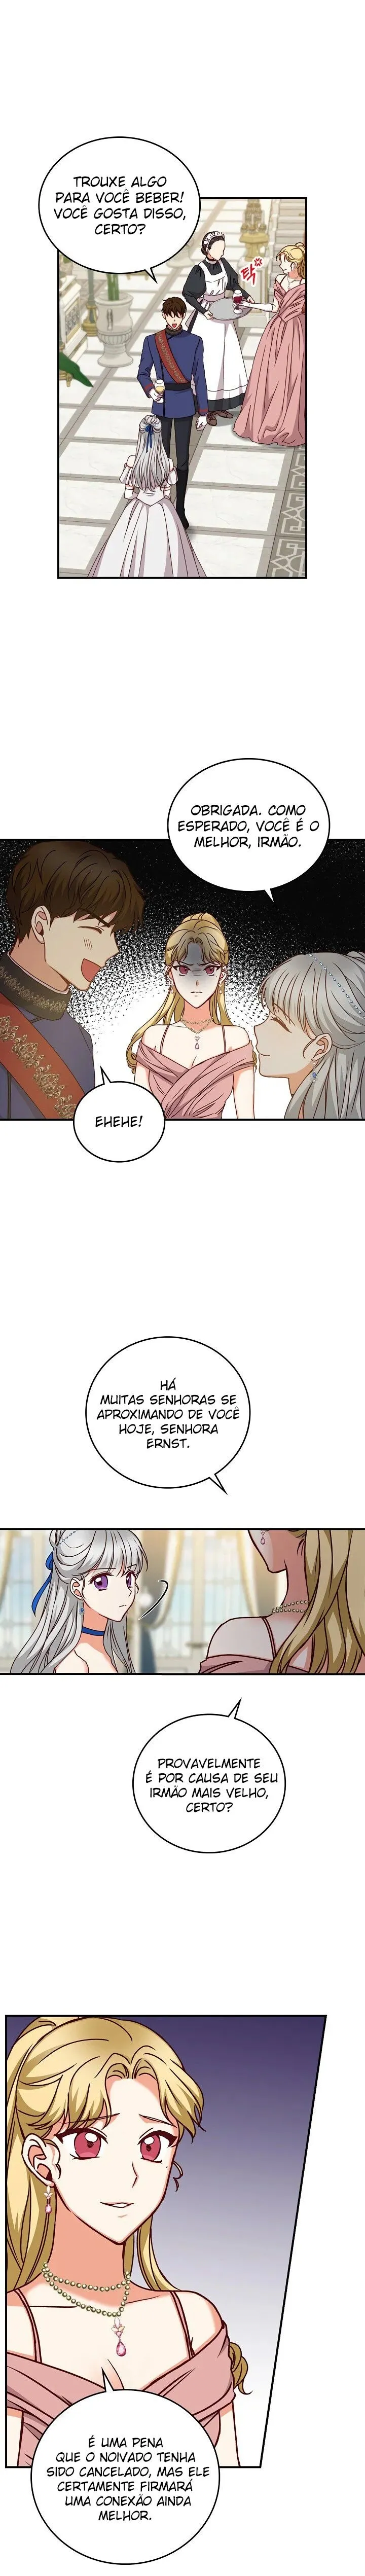 TROUXE ALGO
PARA VOCÊ BEBER!
VOCÊ GOSTA DISSO,
CERTO?
탁
OBRIGADA. COMO
ESPERADO, VOCÊ É O
MELHOR, IRMÃO.
EHEHE!
HÁ
MUITAS SENHORAS SE
APROXIMANDO DE VOCÊ
HOJE, SENHORA
ERNST.
PROVAVELMENTE
É POR CAUSA DE SEU
IRMÃO MAIS VELHO,
CERTO?
É UMA PENA
QUE O NOIVADO TENHA
SIDO CANCELADO, MAS ELE
CERTAMENTE FIRMARÁ
UMA CONEXÃO AINDA
MELHOR.